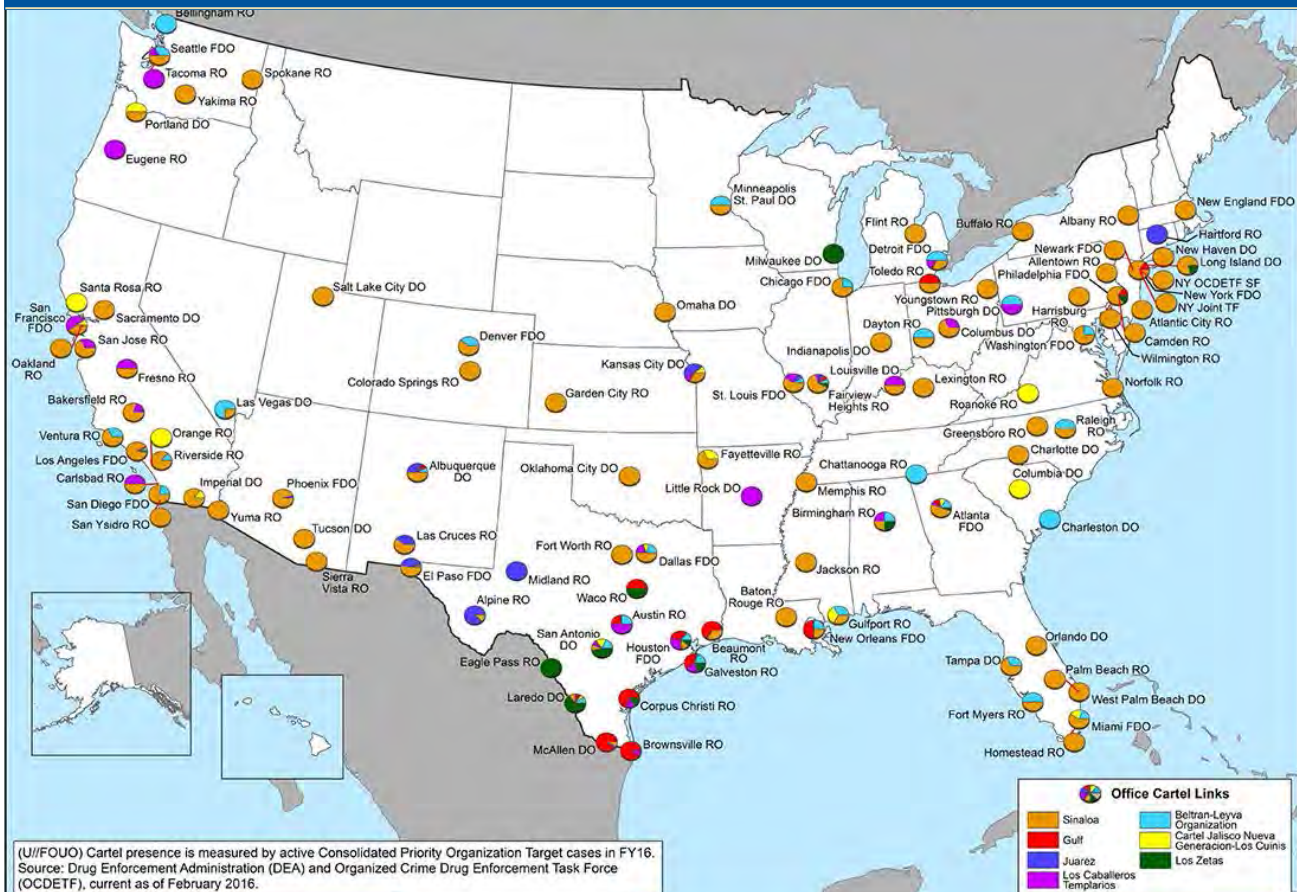 Bellingham RO
Seattle FDO
Tacoma RO
Spokane RO
Yakima RO
Portland DO
Eugene RO
Minneapolis
St. Paul DO
Milwaukee DO
Chicago FDO
Flint RO
Detroit FDO
Toledo RO
Buffalo RO
Albany RO
New England FDO
Hartford RO
Newark FDO
New Haven DO
Allentown RO
Long Island DO
Philadelphia FDO
NY OCDETF SF
New York FDO
NY Joint TF
Youngstown RO
Pittsburgh DO
Harrisburg
RO
Atlantic City RO
Camden RO
Wilmington RO
Santa Rosa RO
Sacramento DO
San
Francisco
FDO
San Jose RO
Oakland
RO
Fresno RO
Bakersfield RO
Las Vegas DO
Ventura RO
Orange RO
Los Angeles FDO
Riverside RO
Carlsbad RO
Imperial DO
San Diego FDO
San Ysidro RO
Yuma RO
Phoenix FDO
Tucson DO
Sierra
Vista RO
Salt Lake City DO
Denver FDO
Colorado Springs RO
Omaha DO
Kansas City DO
Garden City RO
Indianapolis DO
Dayton RO
Columbus DO
Washington FDO
Louisville DO
St. Louis FDO
Fairview
Heights RO
Lexington RO
Roanoke RO
Norfolk RO
Greensboro RO
Raleigh
RO
Charlotte DO
Columbia DO
Charleston DO
Albuquerque
DO
Las Cruces RO
El Paso FDO
Oklahoma City DO
Fayetteville RO
Little Rock DO
Chattanooga RO
Memphis RO
Birmingham RO
Atlanta
FDO
Fort Worth RO
Dallas FDO
Midland RO
Alpine RO
Waco RO
Austin RO
San Antonio
DO
Houston
FDO
Beaumont
RO
Galveston RO
Eagle Pass RO
Laredo DO
Corpus Christi RO
McAllen DO
Brownsville RO
Jackson RO
Baton
Rouge RO
Gulfport RO
New Orleans FDO
Orlando DO
Tampa DO
Palm Beach RO
West Palm Beach DO
Fort Myers RO
Miami FDO
Homestead RO
Office Cartel Links
Sinaloa
Gulf
Juarez
Los Caballeros
Templarios
Beltran-Leyva
Organization
Cartel Jalisco Nueva
Generacion-Los Cuinis
Los Zetas
(U//FOUO) Cartel presence is measured by active Consolidated Priority Organization Target cases in FY16.
Source: Drug Enforcement Administration (DEA) and Organized Crime Drug Enforcement Task Force
(OCDETF), current as of February 2016.